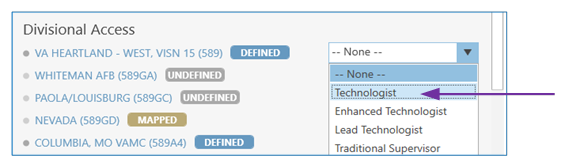 Divisional Access
VA HEARTLAND - WEST, VISN 15 (589) DEFINED
WHITEMAN AFB (589GA) UNDEFINED
PAOLA/LOUISBURG (589GC) UNDEFINED
NEVADA (589GD) MAPPED
COLUMBIA, MO VAMC (589A4) DEFINED
-- None --
-- None --
Technologist
Enhanced Technologist
Lead Technologist
Traditional Supervisor